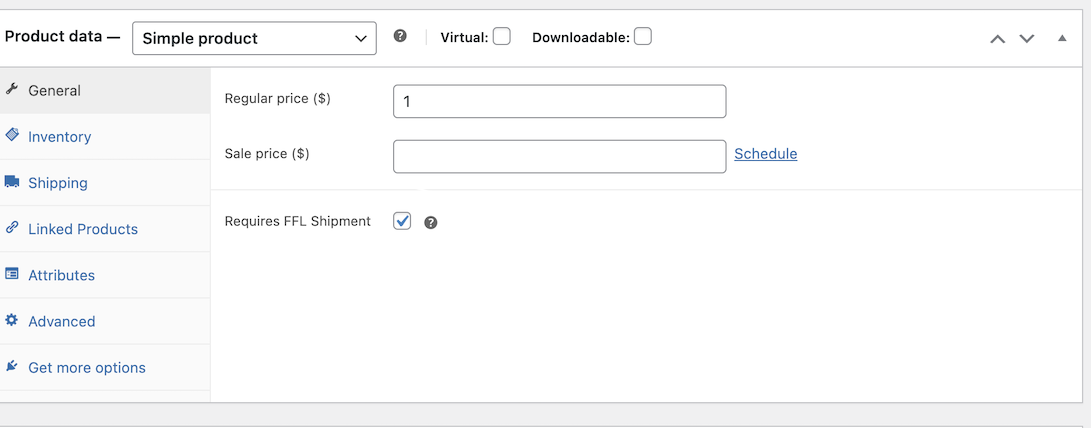 Product data — Simple product Virtual: Downloadable:
General
Inventory
Shipping
Linked Products
Attributes
Advanced
Get more options
Regular price ($) 1
Sale price ($) Schedule
Requires FFL Shipment